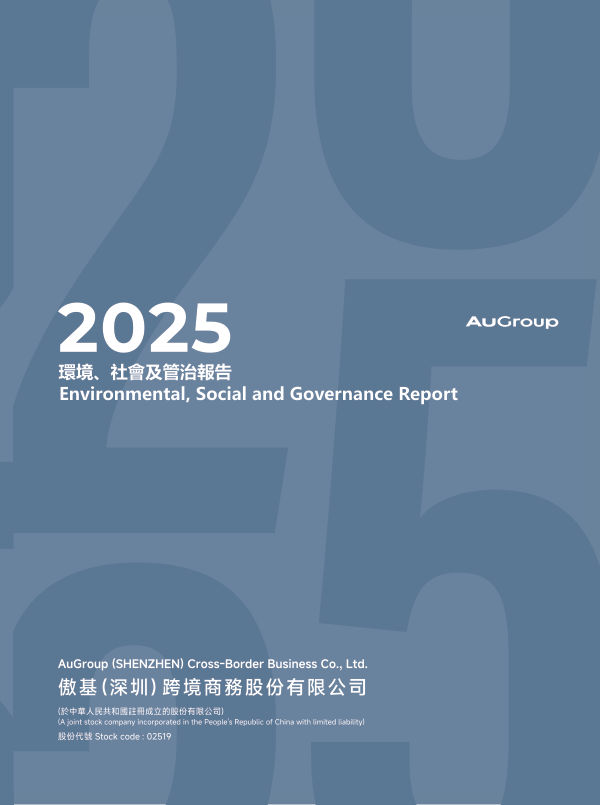 2025
AuGroup
環境、社會及管治報告
Environmental, Social and Governance Report
AuGroup (SHENZHEN) Cross-Border Business Co., Ltd.
傲基(深圳)跨境商務股份有限公司
(於中華人民共和國註冊成立的股份有限公司)
(A joint stock company incorporated in the People's Republic of China with limited liability)
股份代號 Stock code : 02519